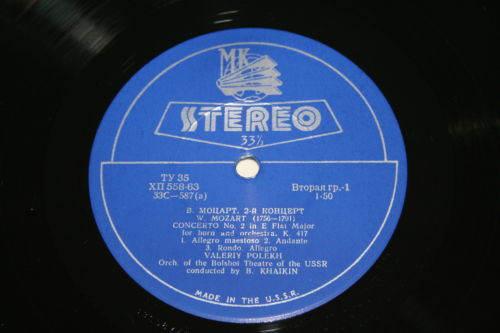 MK
STEREO
33⅓
ТУ 35
ХП 558-63
33С—587(а)
Вторая гр.-1
1-50
В. МОЦАРТ, 2-й КОНЦЕРТ
W. MOZART (1756—1791)
CONCERTO No. 2 in E Flat Major
for horn and orchestra, K. 417
1. Allegro maestoso 2. Andante
3. Rondo. Allegro
VALERIY POLEKH
Orch. of the Bolshoi Theatre of the USSR
conducted by B. KHAIKIN
MADE IN THE U.S.S.R.